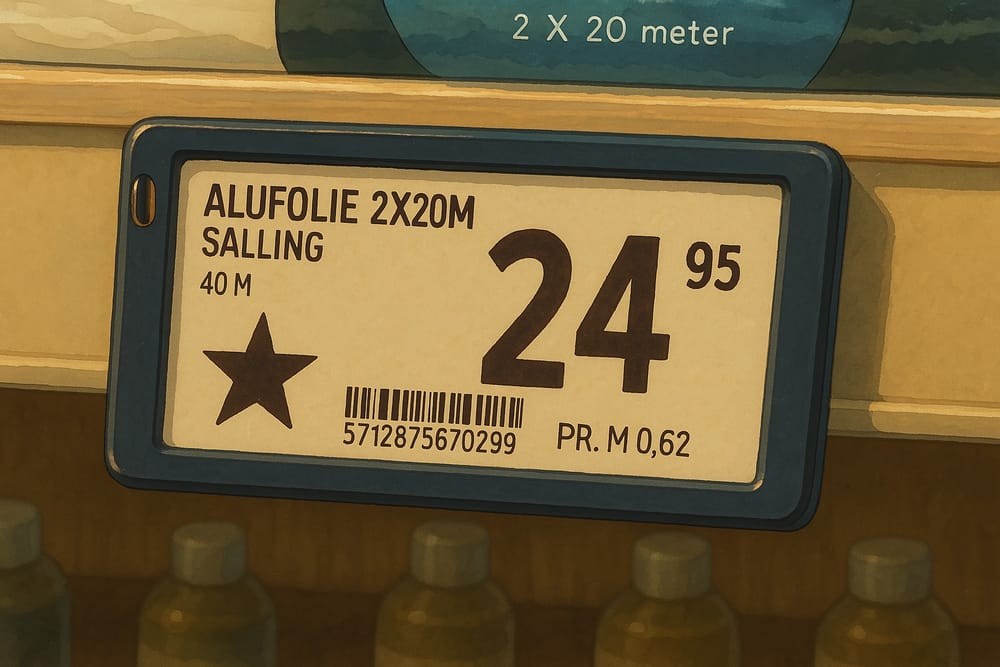 2 X 20 meter
ALUFOLIE 2X20M
SALLING
40 M
24 95
5712875670299
PR. M 0,62